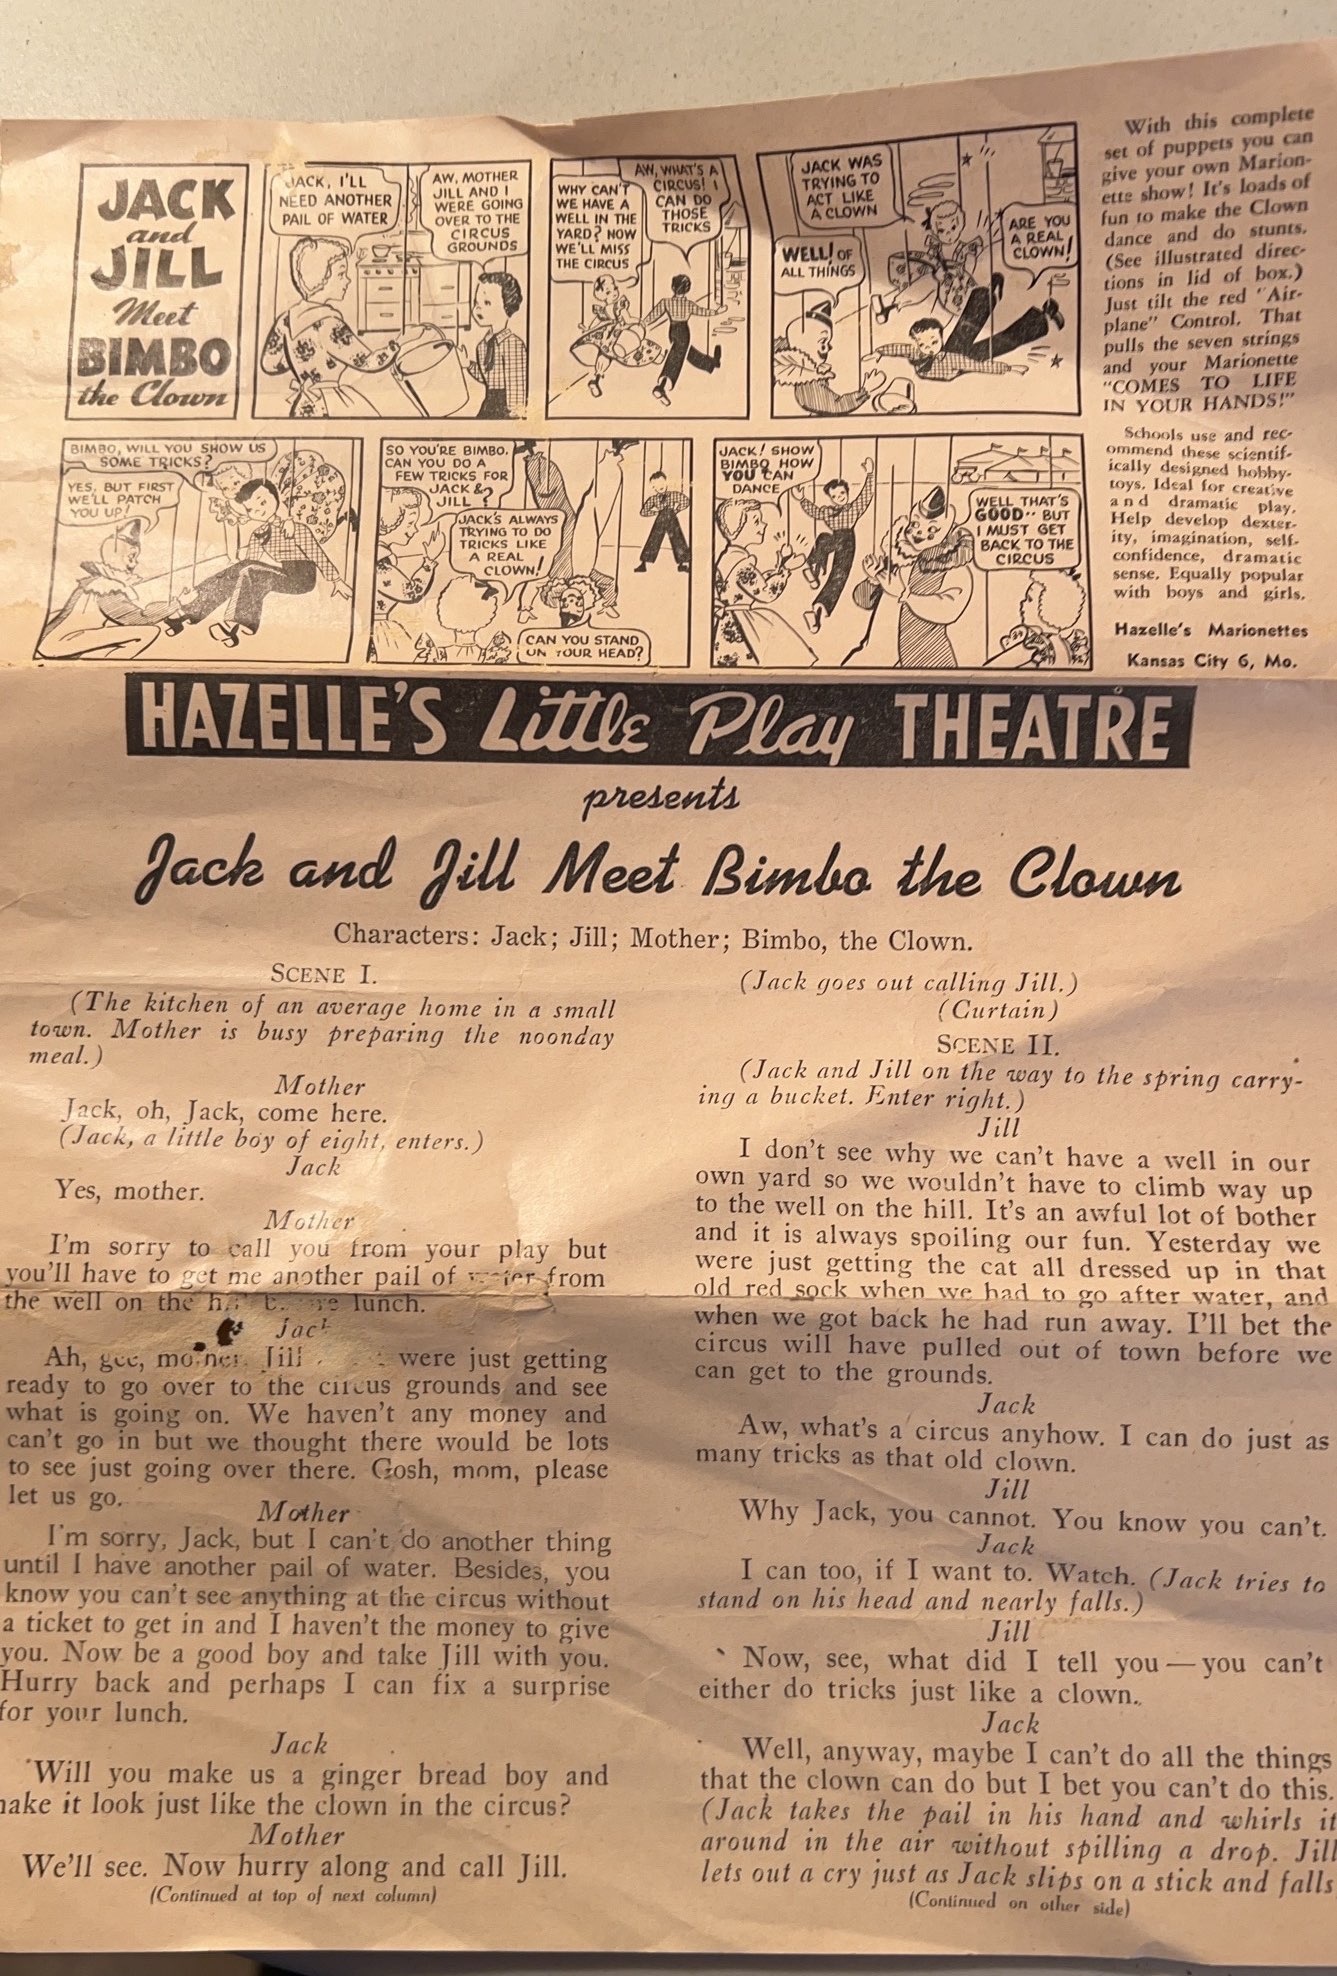 JACK
and
JILL
Meet
BIMBO
the Clown
JACK, I'LL
NEED ANOTHER
PAIL OF WATER
AW, MOTHER
JILL AND I
WERE GOING
OVER TO THE
CIRCUS
GROUNDS
WHY CAN'T
WE HAVE A
WELL IN THE
YARD? NOW
WE'LL MISS
THE CIRCUS
AW, WHAT'S A
CIRCUS! I
CAN DO
THOSE
TRICKS
JACK WAS
TRYING TO
ACT LIKE
A CLOWN
WELL! OF
ALL THINGS
ARE YOU
A REAL
CLOWN!
BIMBO, WILL YOU SHOW US
SOME TRICKS?
YES, BUT FIRST
WE'LL PATCH
YOU UP!
SO YOU'RE BIMBO.
CAN YOU DO A
FEW TRICKS FOR
JACK &
JILL?
JACK'S ALWAYS
TRYING TO DO
TRICKS LIKE
A REAL
CLOWN!
CAN YOU STAND
ON YOUR HEAD?
JACK! SHOW
BIMBO HOW
YOU CAN
DANCE
WELL THAT'S
GOOD·· BUT
I MUST GET
BACK TO THE
CIRCUS
With this complete
set of puppets you can
give your own Marion-
ette show! It's loads of
fun to make the Clown
dance and do stunts.
(See illustrated direc-
tions in lid of box.)
Just tilt the red "Air-
plane" Control. That
pulls the seven strings
and your Marionette
"COMES TO LIFE
IN YOUR HANDS!"
Schools use and rec-
ommend these scientif-
ically designed hobby-
toys. Ideal for creative
and dramatic play.
Help develop dexter-
ity, imagination, self-
confidence, dramatic
sense. Equally popular
with boys and girls.
Hazelle's Marionettes
Kansas City 6, Mo.
HAZELLE'S Little Play THEATRE
presents
Jack and Jill Meet Bimbo the Clown
Characters: Jack; Jill; Mother; Bimbo, the Clown.
SCENE I.
(The kitchen of an average home in a small
town. Mother is busy preparing the noonday
meal.)
Mother
Jack, oh, Jack, come here.
(Jack, a little boy of eight, enters.)
Jack
Yes, mother.
Mother
I'm sorry to call you from your play but
you'll have to get me another pail of water from
the well on the hill before lunch.
Jack
Ah, gee, mother. Jill were just getting
ready to go over to the circus grounds and see
what is going on. We haven't any money and
can't go in but we thought there would be lots
to see just going over there. Gosh, mom, please
let us go.
Mother
I'm sorry, Jack, but I can't do another thing
until I have another pail of water. Besides, you
know you can't see anything at the circus without
a ticket to get in and I haven't the money to give
you. Now be a good boy and take Jill with you.
Hurry back and perhaps I can fix a surprise
for your lunch.
Jack
Will you make us a ginger bread boy and
make it look just like the clown in the circus?
Mother
We'll see. Now hurry along and call Jill.
(Continued at top of next column)
(Jack goes out calling Jill.)
(Curtain)
SCENE II.
(Jack and Jill on the way to the spring carry-
ing a bucket. Enter right.)
Jill
I don't see why we can't have a well in our
own yard so we wouldn't have to climb way up
to the well on the hill. It's an awful lot of bother
and it is always spoiling our fun. Yesterday we
were just getting the cat all dressed up in that
old red sock when we had to go after water, and
when we got back he had run away. I'll bet the
circus will have pulled out of town before we
can get to the grounds.
Jack
Aw, what's a circus anyhow. I can do just as
many tricks as that old clown.
Jill
Why Jack, you cannot. You know you can't.
Jack
I can too, if I want to. Watch. (Jack tries to
stand on his head and nearly falls.)
Jill
Now, see, what did I tell you—you can't
either do tricks just like a clown.
Jack
Well, anyway, maybe I can't do all the things
that the clown can do but I bet you can't do this.
(Jack takes the pail in his hand and whirls it
around in the air without spilling a drop. Jill
lets out a cry just as Jack slips on a stick and falls
(Continued on other side)